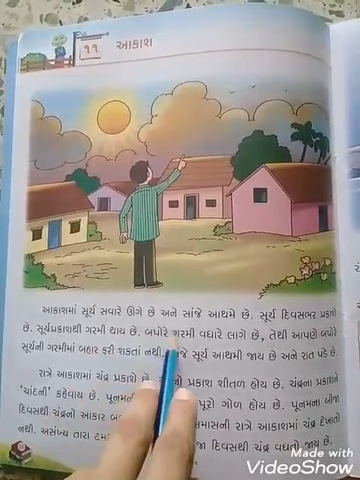 ૧૧ આકાશ
આકાશમાં સૂર્ય સવારે ઊગે છે અને સાંજે આથમે છે. સૂર્ય દિવસભર પ્રકાશે
છે. સૂર્યપ્રકાશથી ગરમી થાય છે. બપોરે ગરમી વધારે લાગે છે, તેથી આપણે બપોરે
સૂર્યની ગરમીમાં બહાર ફરી શકતાં નથી. સૂર્ય આથમી જાય છે અને રાત પડે છે.
રાત્રે આકાશમાં ચંદ્ર પ્રકાશે છે. પ્રકાશ શીતળ હોય છે. ચંદ્રના પ્રકાશને
'ચાંદની' કહેવાય છે. પૂરો ગોળ હોય છે. પૂનમના બીજા
દિવસથી ચંદ્રનો આકાર રાત્રે આકાશમાં ચંદ્ર દેખાતો
નથી. અસંખ્ય તારા દિવસથી ચંદ્ર વધતો જાય છે.
Made with
VideoShow